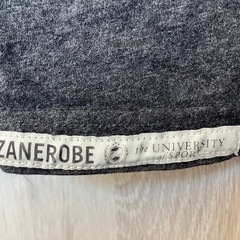 ZANEROBE the UNIVERSITY
of SPORT